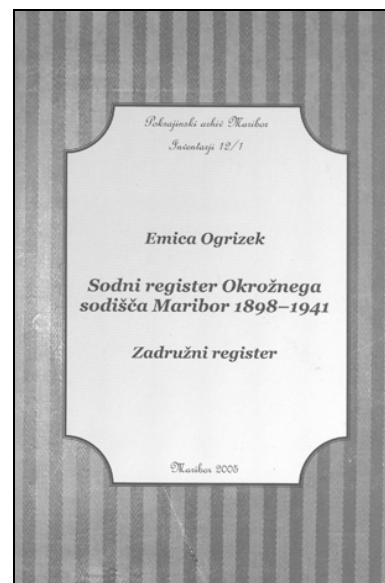 Pokrajinski arhiv Maribor
Inventarji 12/1
Emica Ogrizek
Sodni register Okrožnega
sodišča Maribor 1898–1941
Zadružni register
Maribor 2005